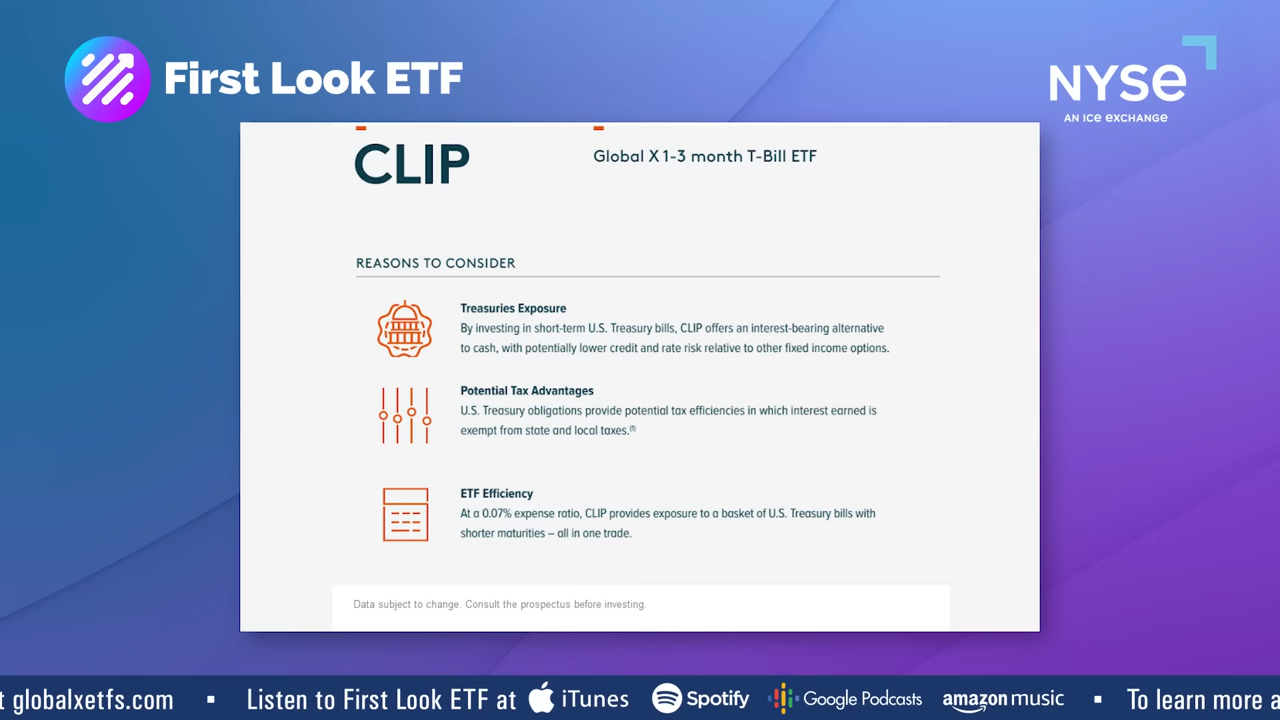 First Look ETF
NYSE
AN ICE EXCHANGE
CLIP
Global X 1-3 month T-Bill ETF
REASONS TO CONSIDER
Treasuries Exposure
By investing in short-term U.S. Treasury bills, CLIP offers an interest-bearing alternative
to cash, with potentially lower credit and rate risk relative to other fixed income options.
Potential Tax Advantages
U.S. Treasury obligations provide potential tax efficiencies in which interest earned is
exempt from state and local taxes.(1)
ETF Efficiency
At a 0.07% expense ratio, CLIP provides exposure to a basket of U.S. Treasury bills with
shorter maturities – all in one trade.
Data subject to change. Consult the prospectus before investing.
t globalxetfs.com ▪ Listen to First Look ETF at iTunes Spotify Google Podcasts amazon music ▪ To learn more a